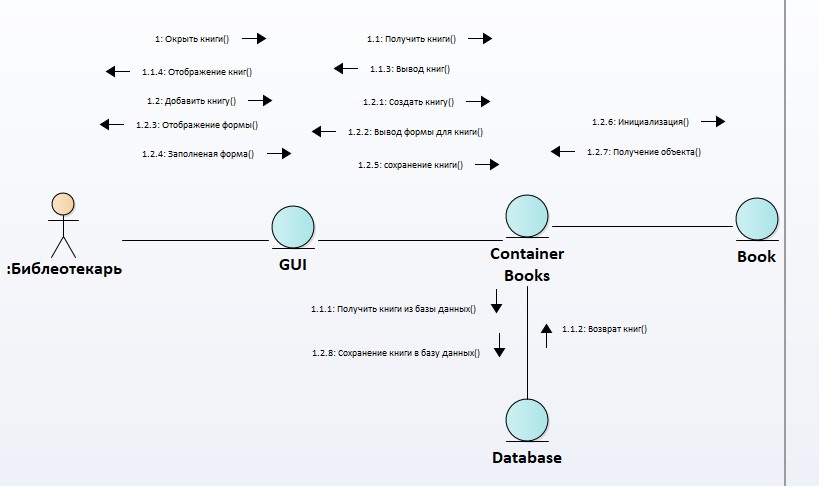 1: Окрыть книги()
1.1: Получить книги()
1.1.4: Отображение книг()
1.1.3: Вывод книг()
1.2: Добавить книгу()
1.2.1: Создать книгу()
1.2.3: Отображение формы()
1.2.2: Вывод формы для книги()
1.2.6: Инициализация()
1.2.4: Заполненая форма()
1.2.5: сохранение книги()
1.2.7: Получение объекта()
:Библеотекарь
GUI
Container
Books
Book
1.1.1: Получить книги из базы данных()
1.1.2: Возврат книг()
1.2.8: Сохранение книги в базу данных()
Database